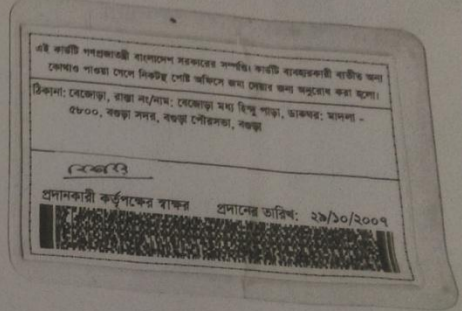 এই কার্ডটি গণপ্রজাতন্ত্রী বাংলাদেশ সরকারের সম্পত্তি। কার্ডটি ব্যবহারকারী ব্যতীত অন্য
কোথাও পাওয়া গেলে নিকটস্থ পোষ্ট অফিসে জমা দেবার জন্য অনুরোধ করা হলো।
ঠিকানা: বেজোড়া, রাস্তা নং/নাম: বেজোড়া মধ্য হিন্দু পাড়া, ডাকঘর: মাদলা -
৫৮০০, বগুড়া সদর, বগুড়া পৌরসভা, বগুড়া
প্রদানকারী কর্তৃপক্ষের স্বাক্ষর প্রদানের তারিখ: ২৯/১০/২০০৭